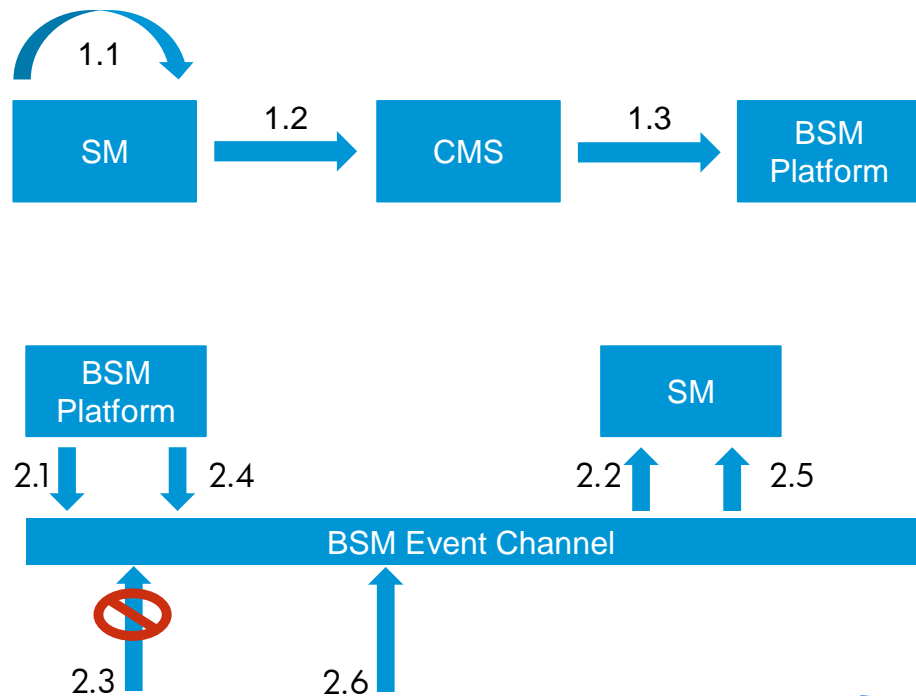 1.1
SM
1.2
CMS
1.3
BSM
Platform
BSM
Platform
SM
2.1
2.4
2.2
2.5
BSM Event Channel
2.3
2.6